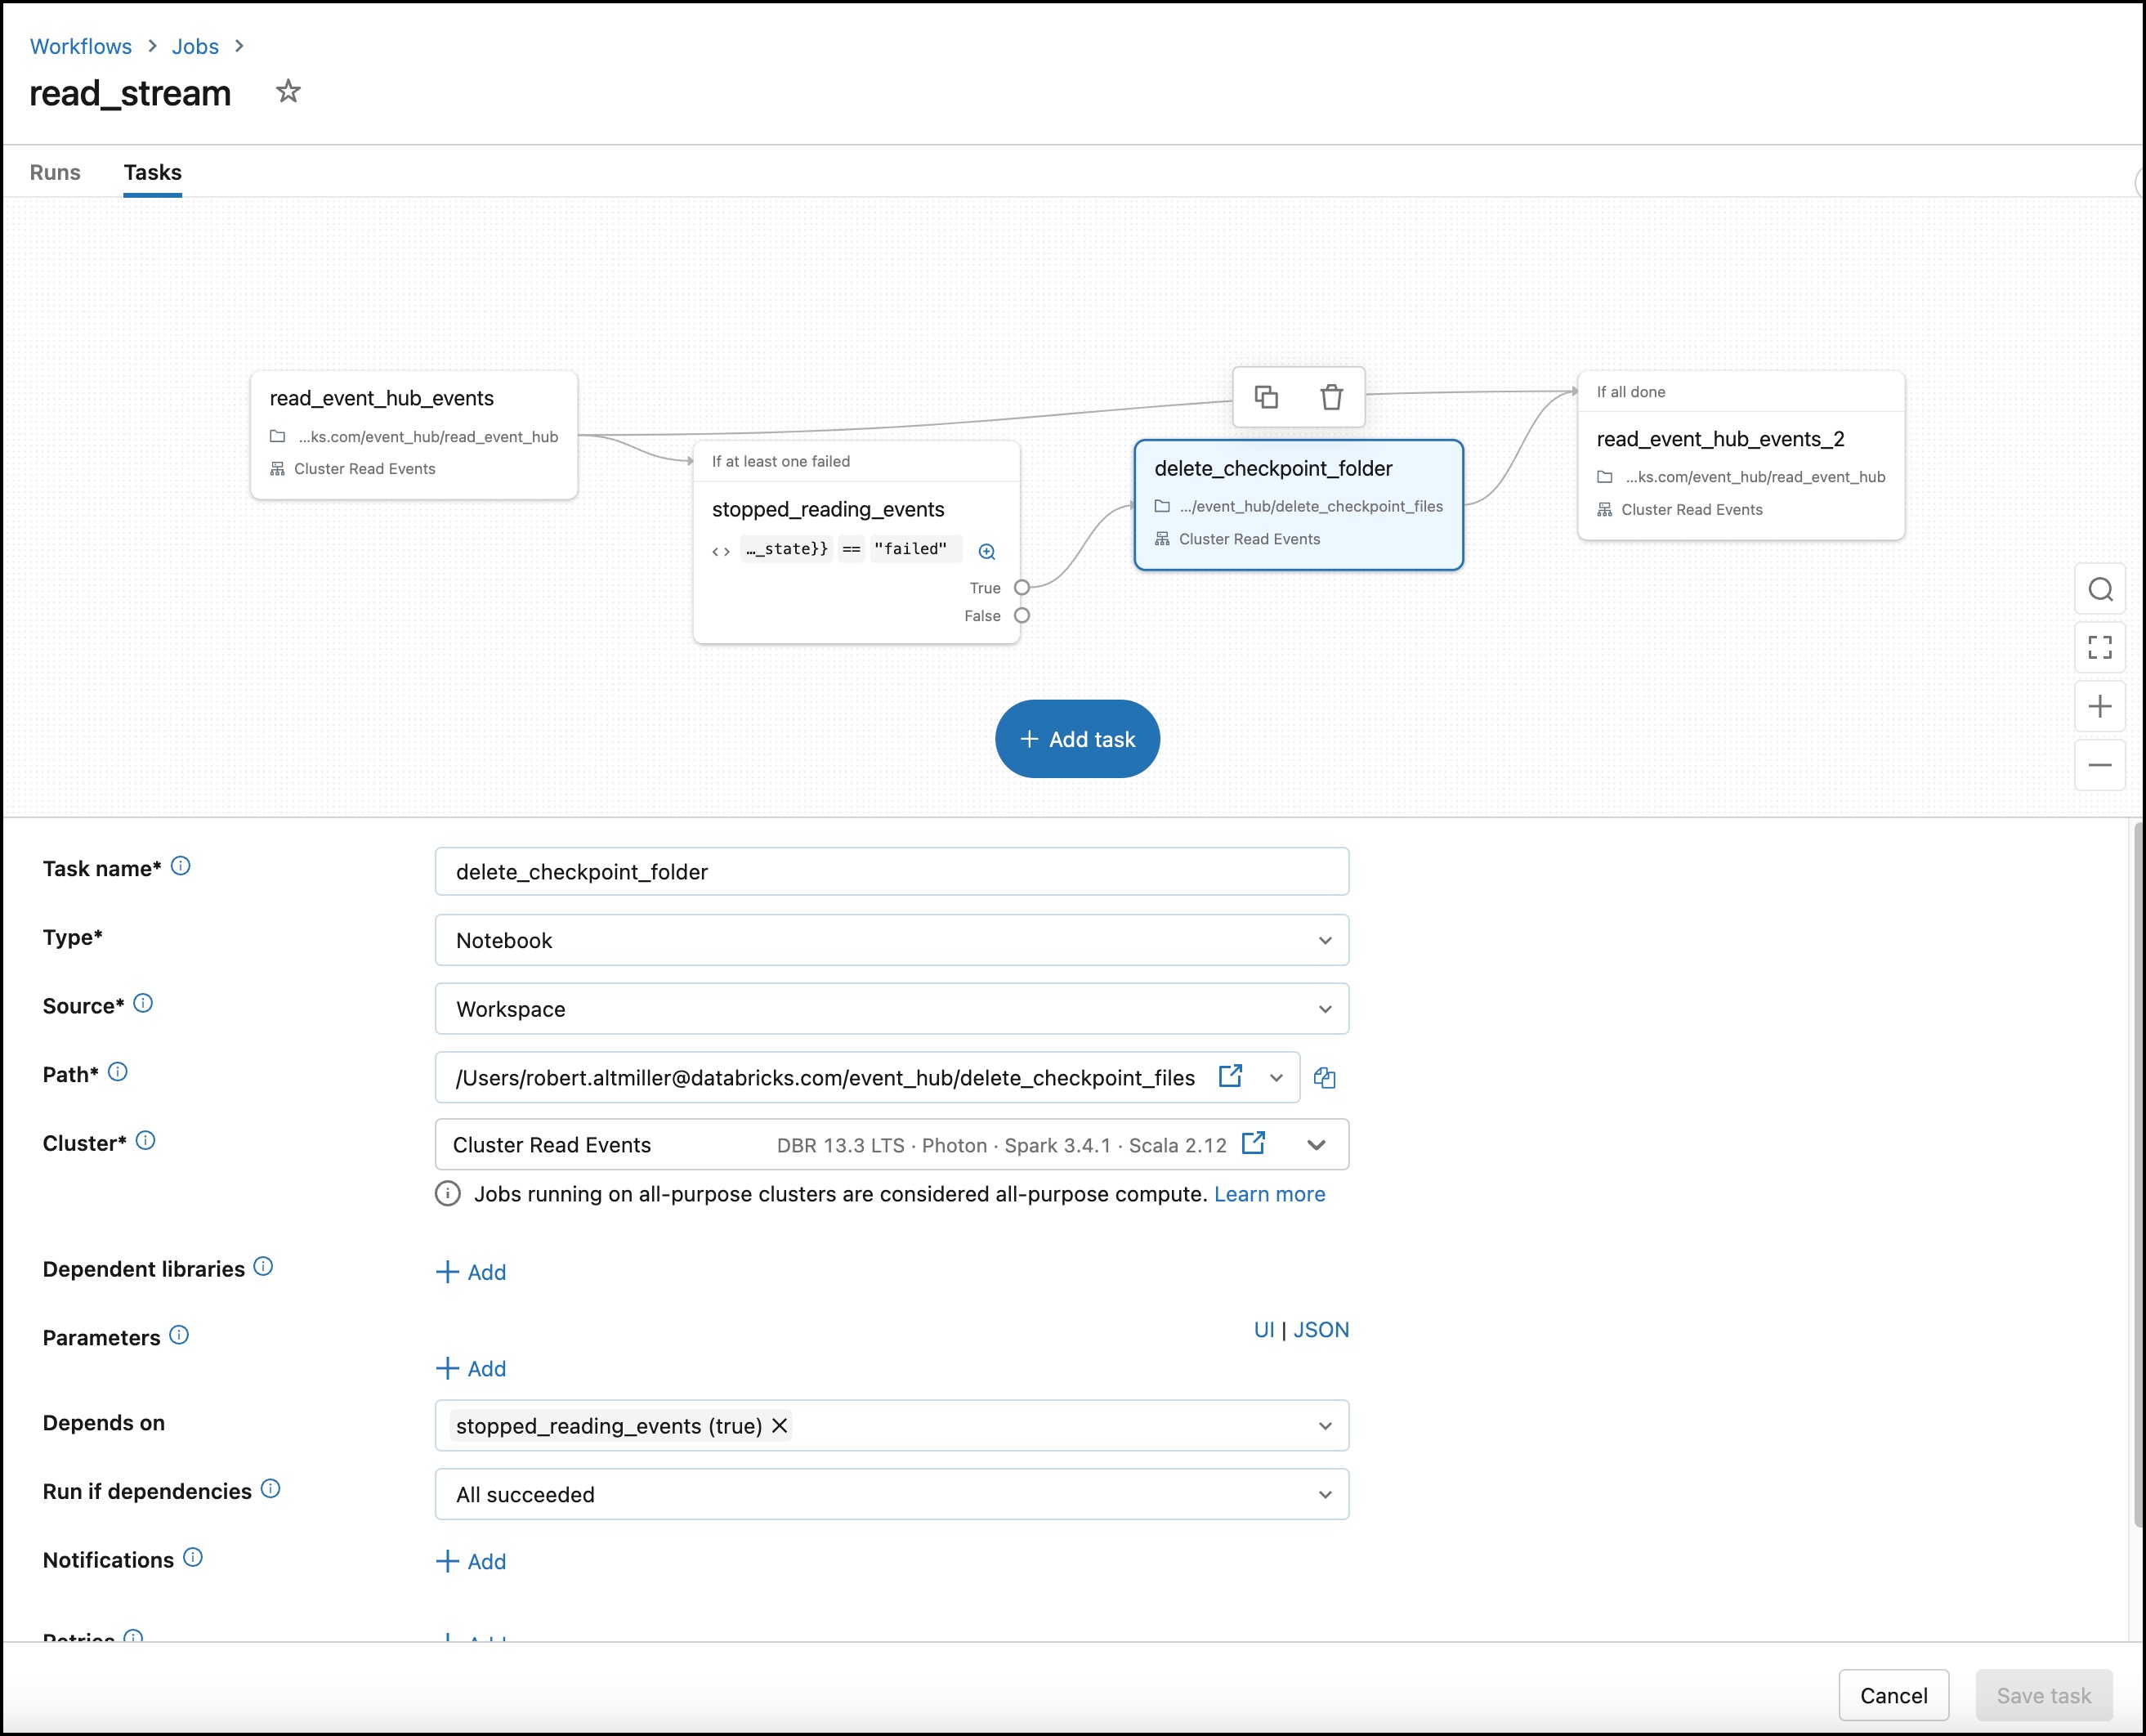 Workflows > Jobs >
read_stream
Runs Tasks
read_event_hub_events
...ks.com/event_hub/read_event_hub
Cluster Read Events
If at least one failed
stopped_reading_events
..._state}} == "failed"
True
False
delete_checkpoint_folder
.../event_hub/delete_checkpoint_files
Cluster Read Events
If all done
read_event_hub_events_2
...ks.com/event_hub/read_event_hub
Cluster Read Events
+ Add task
Task name* delete_checkpoint_folder
Type* Notebook
Source* Workspace
Path* /Users/robert.altmiller@databricks.com/event_hub/delete_checkpoint_files
Cluster* Cluster Read Events DBR 13.3 LTS · Photon · Spark 3.4.1 · Scala 2.12
Jobs running on all-purpose clusters are considered all-purpose compute. Learn more
Dependent libraries + Add
Parameters UI | JSON
+ Add
Depends on stopped_reading_events (true)
Run if dependencies All succeeded
Notifications + Add
Retries + Add
Cancel Save task